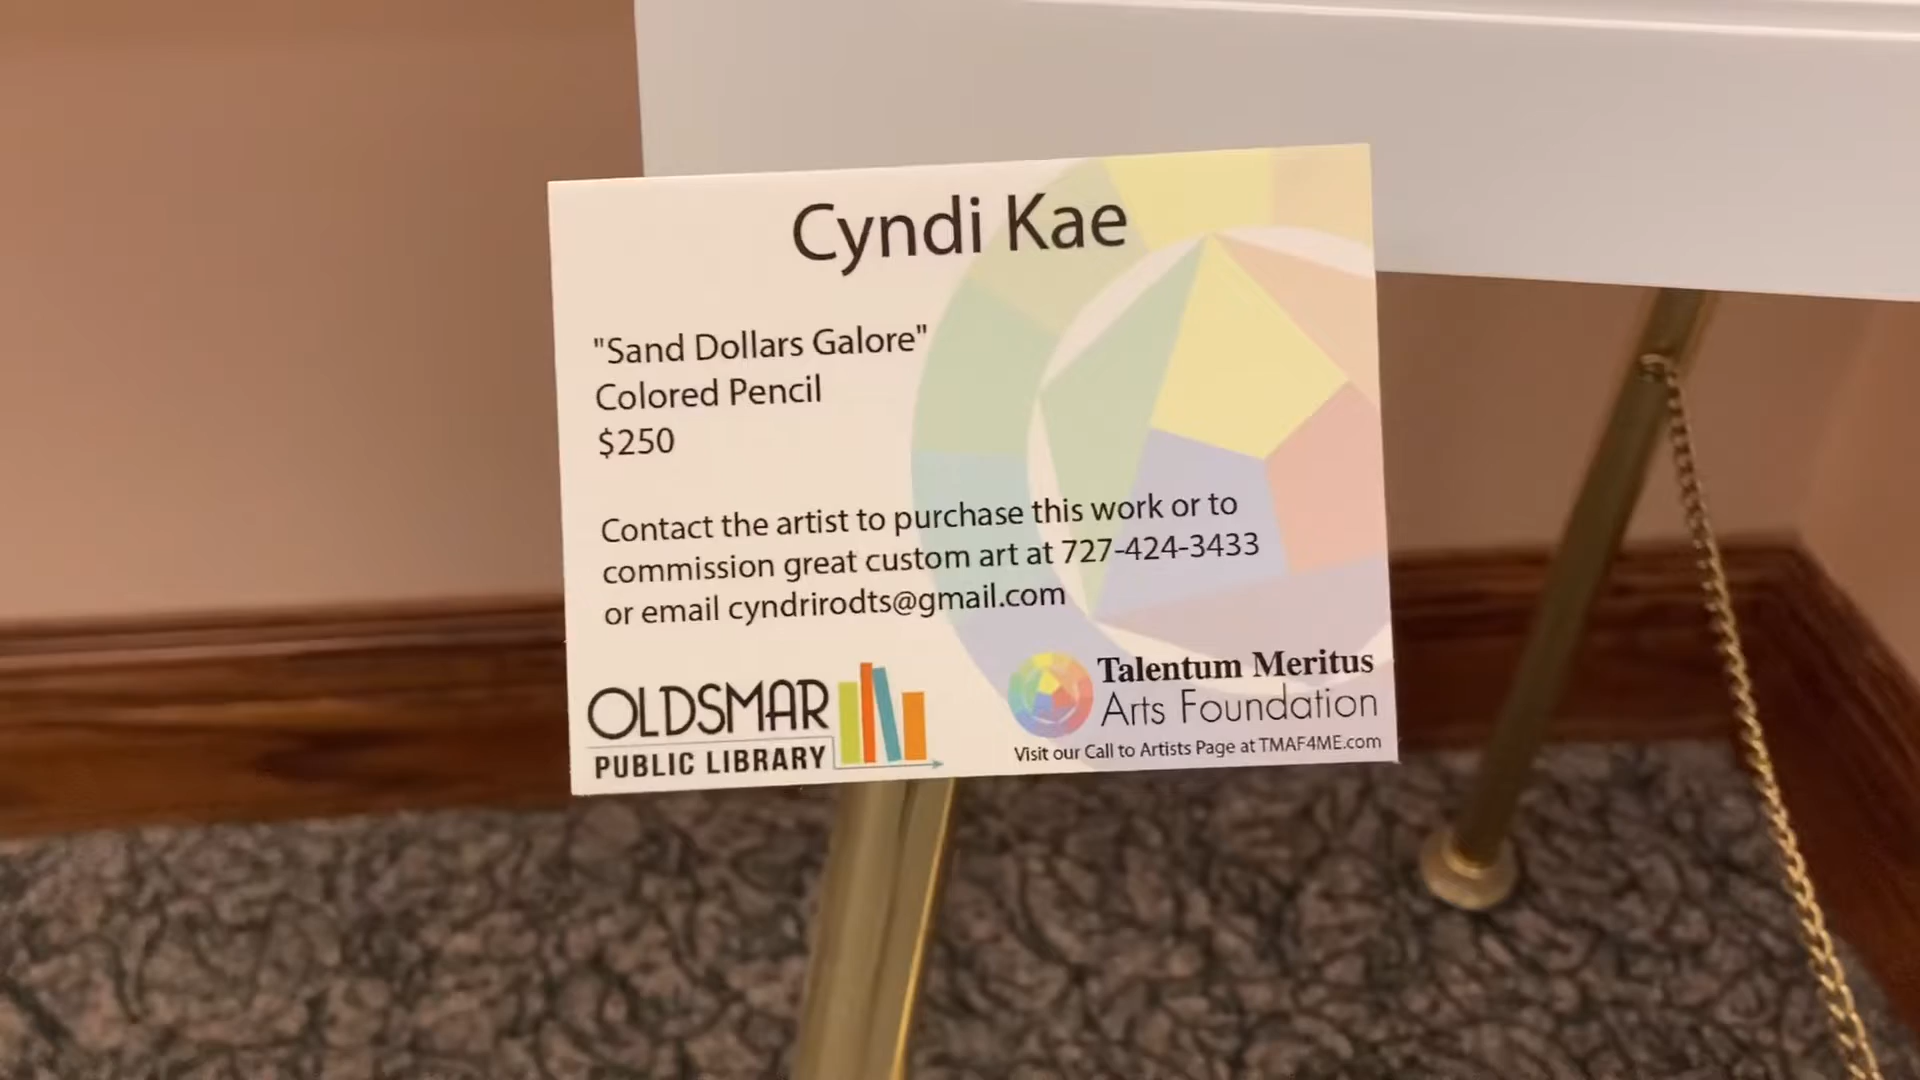 Cyndi Kae
"Sand Dollars Galore"
Colored Pencil
$250
Contact the artist to purchase this work or to
commission great custom art at 727-424-3433
or email cyndrirodts@gmail.com
OLDSMAR
PUBLIC LIBRARY
Talentum Meritus
Arts Foundation
Visit our Call to Artists Page at TMAF4ME.com